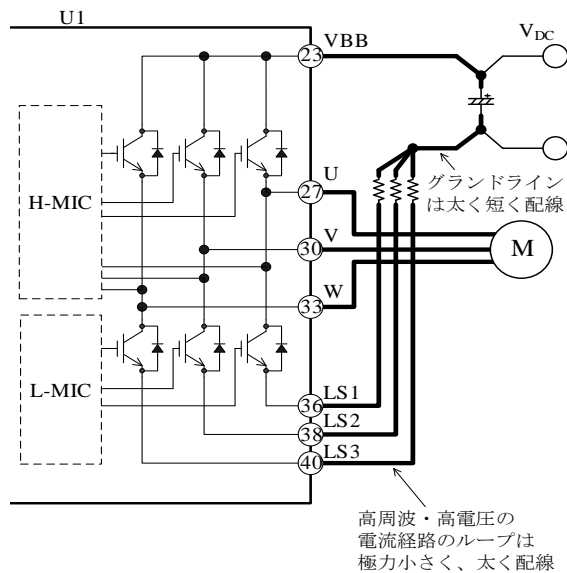 U1
VBB
23
V_DC
H-MIC
U
27
グランドライン
は太く短く配線
V
30
M
W
33
L-MIC
LS1
36
LS2
38
LS3
40
高周波・高電圧の
電流経路のループは
極力小さく、太く配線